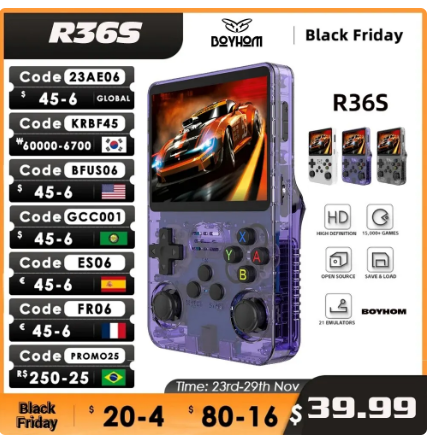 R36S
BOYHOM
Black Friday
Code 23AE06
$ 45-6 GLOBAL
Code KRBF45
₩60000-6700
Code BFUS06
$ 45-6
Code GCC001
$ 45-6
Code ES06
€ 45-6
Code FR06
€ 45-6
Code PROMO25
R$ 250-25
R36S
HD
HIGH DEFINITION
15,000+ GAMES
OPEN SOURCE
SAVE & LOAD
21 EMULATORS
BOYHOM
X
Y
A
B
Time: 23rd-29th Nov
Black
Friday
$ 20-4
$ 80-16
$ 39.99